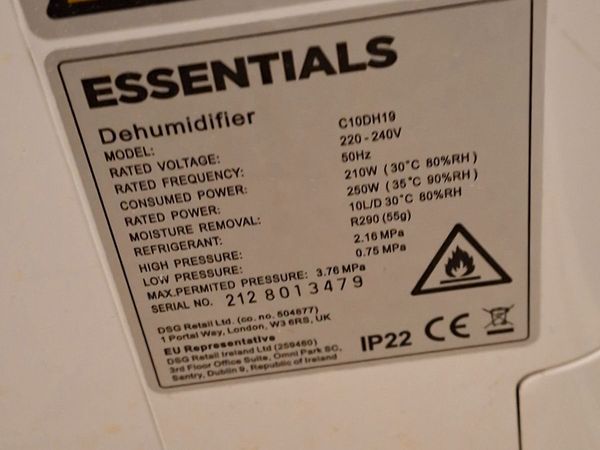 ESSENTIALS
Dehumidifier
MODEL: C10DH19
RATED VOLTAGE: 220-240V
RATED FREQUENCY: 50Hz
CONSUMED POWER: 210W (30°C 80%RH)
RATED POWER: 250W (35°C 90%RH)
MOISTURE REMOVAL: 10L/D 30°C 80%RH
REFRIGERANT: R290 (55g)
HIGH PRESSURE: 2.16 MPa
LOW PRESSURE: 0.75 MPa
MAX.PERMITED PRESSURE: 3.76 MPa
SERIAL NO. 212 8013479
DSG Retail Ltd. (co. no. 504877)
1 Portal Way, London, W3 6RS, UK
EU Representative
DSG Retail Ireland Ltd (259460)
3rd Floor Office Suite, Omni Park SC,
Santry, Dublin 9, Republic of Ireland
IP22 CE